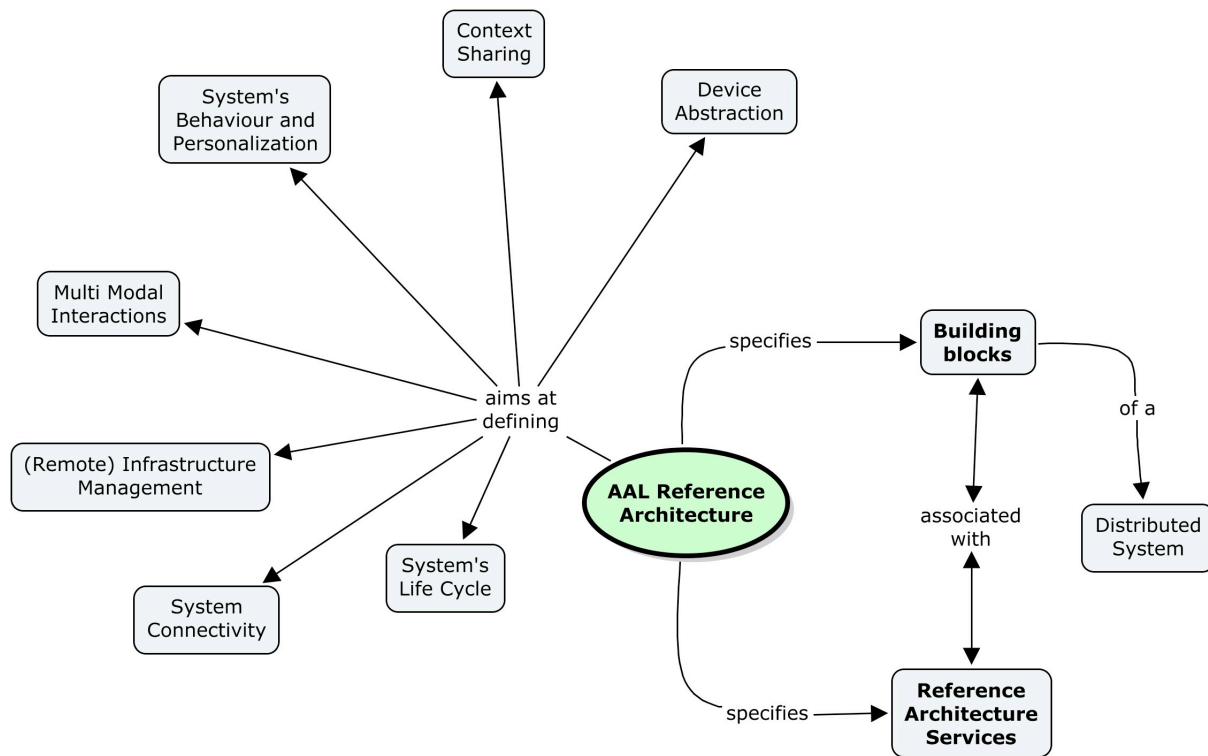 Context
Sharing
System's
Behaviour and
Personalization
Device
Abstraction
Multi Modal
Interactions
(Remote) Infrastructure
Management
System
Connectivity
System's
Life Cycle
aims at
defining
AAL Reference
Architecture
specifies
Building
blocks
of a
Distributed
System
associated
with
specifies
Reference
Architecture
Services